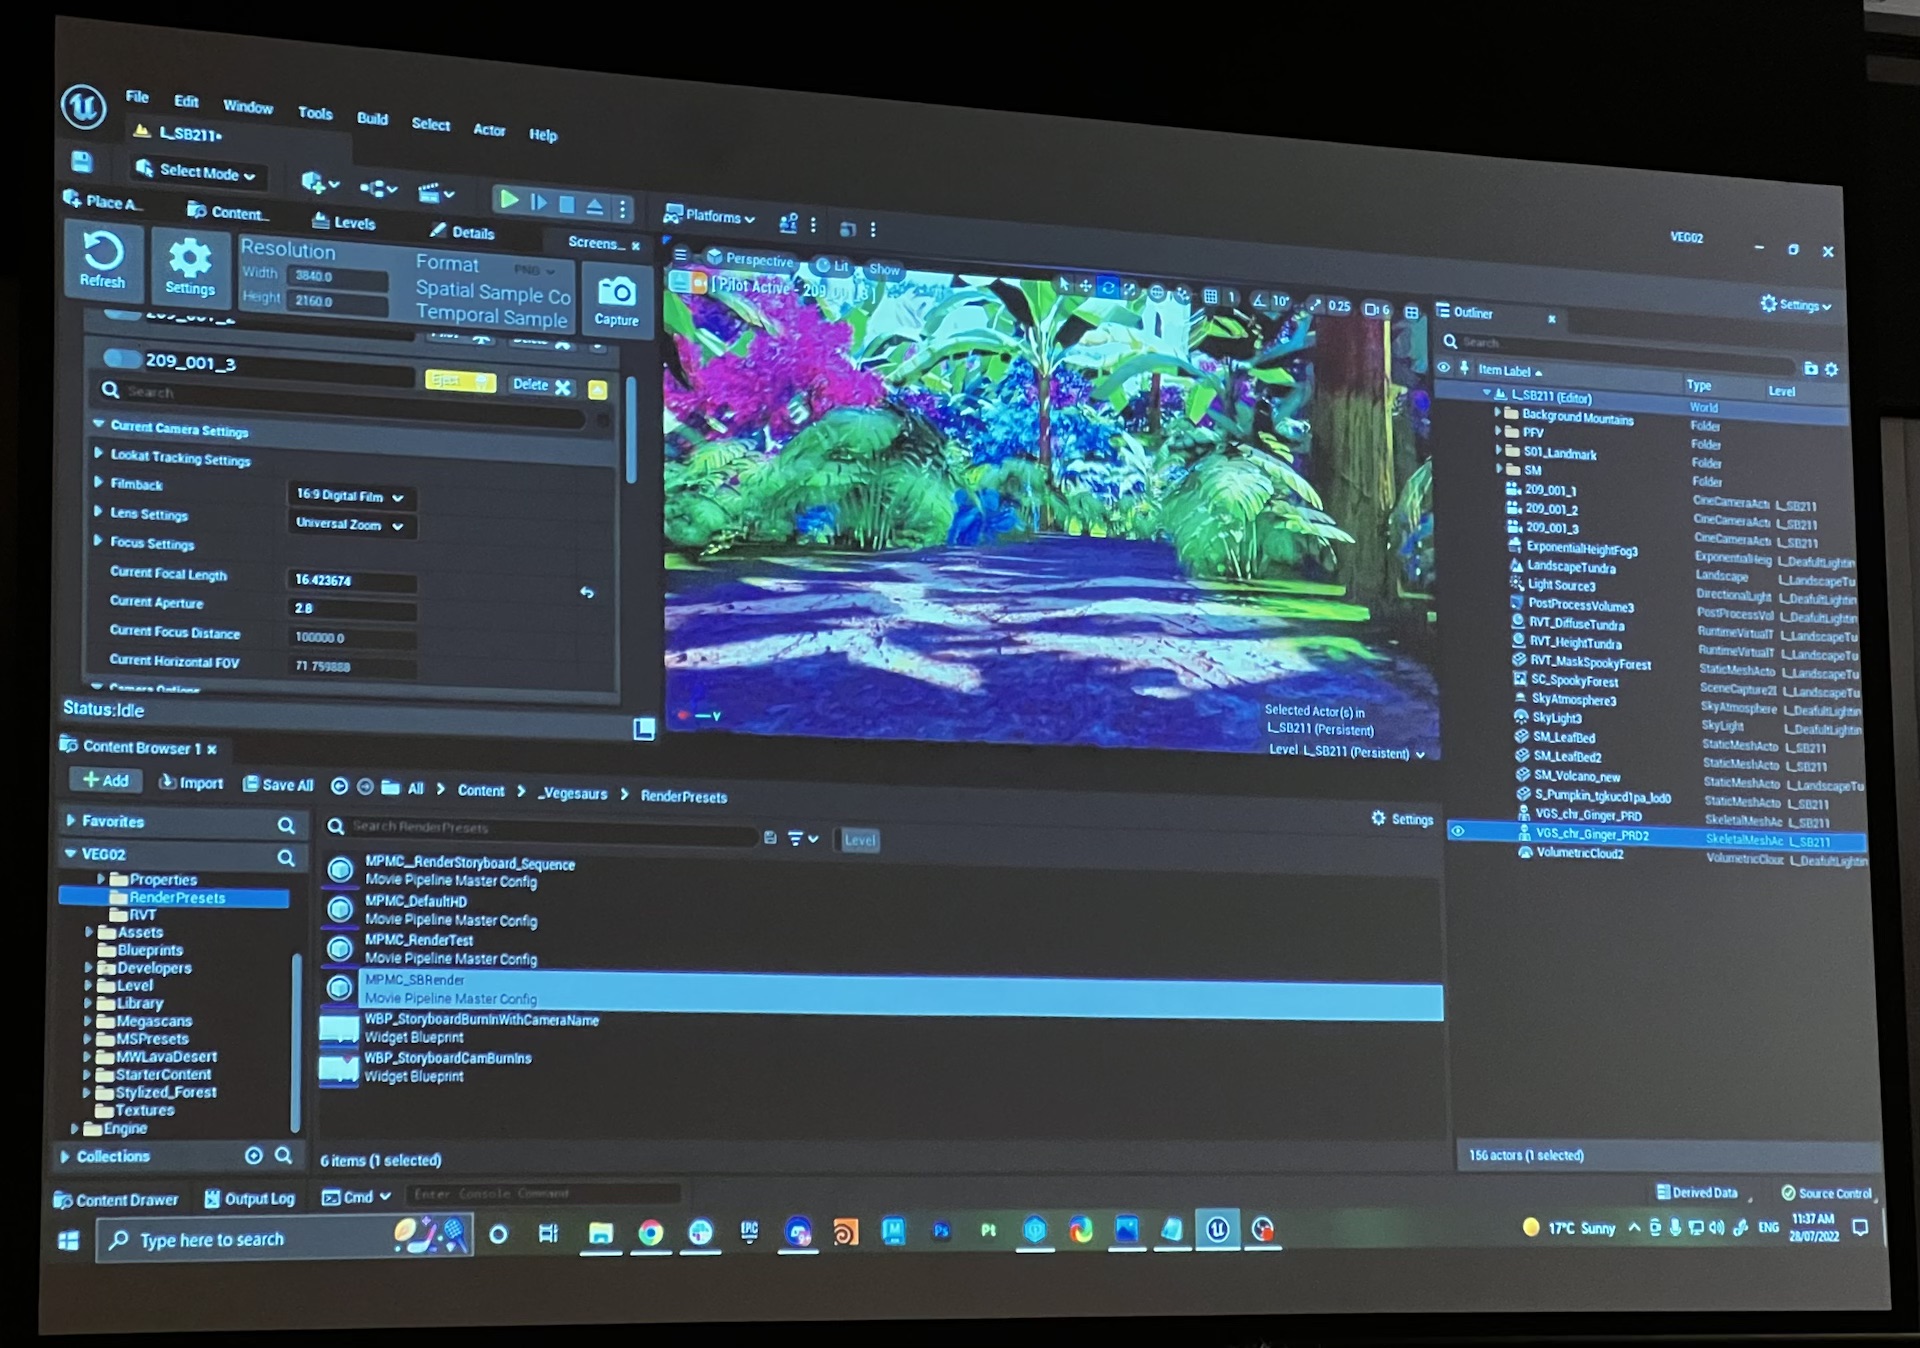 File Edit Window Tools Build Select Actor Help
L_SB211•
VEG02
Select Mode
Platforms
Settings
Place A... Content... Levels Details Screens...
Refresh
Settings
Resolution
Width 3840.0
Height 2160.0
Format PNG
Spatial Sample Co
Temporal Sample
Capture
209_001_2
209_001_3
Eject
Delete
Search
Current Camera Settings
Lookat Tracking Settings
Filmback 16:9 Digital Film
Lens Settings Universal Zoom
Focus Settings
Current Focal Length 16.423674
Current Aperture 2.8
Current Focus Distance 100000.0
Current Horizontal FOV 71.759888
Camera Options
Status:Idle
Perspective Lit Show
1 10° 0.25 6
[ Pilot Active - 209_001_3 ]
Y
Selected Actor(s) in
L_SB211 (Persistent)
Level L_SB211 (Persistent)
Outliner
Search
Item Label Type Level
L_SB211 (Editor) World
Background Mountains Folder
PFV Folder
S01_Landmark Folder
SM Folder
209_001_1 CineCameraActo L_SB211
209_001_2 CineCameraActo L_SB211
209_001_3 CineCameraActo L_SB211
ExponentialHeightFog3 ExponentialHeig L_DeafultLightin
LandscapeTundra Landscape L_LandscapeTu
Light Source3 DirectionalLight L_DeafultLightin
PostProcessVolume3 PostProcessVol L_DeafultLightin
RVT_DiffuseTundra RuntimeVirtualT L_LandscapeTu
RVT_HeightTundra RuntimeVirtualT L_LandscapeTu
RVT_MaskSpookyForest StaticMeshActo L_LandscapeTu
SC_SpookyForest SceneCapture2I L_LandscapeTu
SkyAtmosphere3 SkyAtmosphere L_DeafultLightin
SkyLight3 SkyLight L_DeafultLightin
SM_LeafBed StaticMeshActo L_SB211
SM_LeafBed2 StaticMeshActo L_SB211
SM_Volcano_new StaticMeshActo L_LandscapeTu
S_Pumpkin_tgkucd1pa_lod0 StaticMeshActo L_SB211
VGS_chr_Ginger_PRD SkeletalMeshAc L_SB211
VGS_chr_Ginger_PRD2 SkeletalMeshAc L_SB211
VolumetricCloud2 VolumetricClouc L_DeafultLightin
156 actors (1 selected)
Content Browser 1
Add Import Save All All > Content > _Vegesaurs > RenderPresets
Settings
Favorites
Search RenderPresets
Level
VEG02
Properties
RenderPresets
RVT
Assets
Blueprints
Developers
Level
Library
Megascans
MSPresets
MWLavaDesert
StarterContent
Stylized_Forest
Textures
Engine
Collections
MPMC__RenderStoryboard_Sequence
Movie Pipeline Master Config
MPMC_DefaultHD
Movie Pipeline Master Config
MPMC_RenderTest
Movie Pipeline Master Config
MPMC_SBRender
Movie Pipeline Master Config
WBP_StoryboardBurnInWithCameraName
Widget Blueprint
WBP_StoryboardCamBurnIns
Widget Blueprint
6 items (1 selected)
Content Drawer Output Log Cmd Enter Console Command
Derived Data Source Control
Type here to search
EPIC
M
Ps
Pt
17°C Sunny
ENG
11:37 AM
28/07/2022